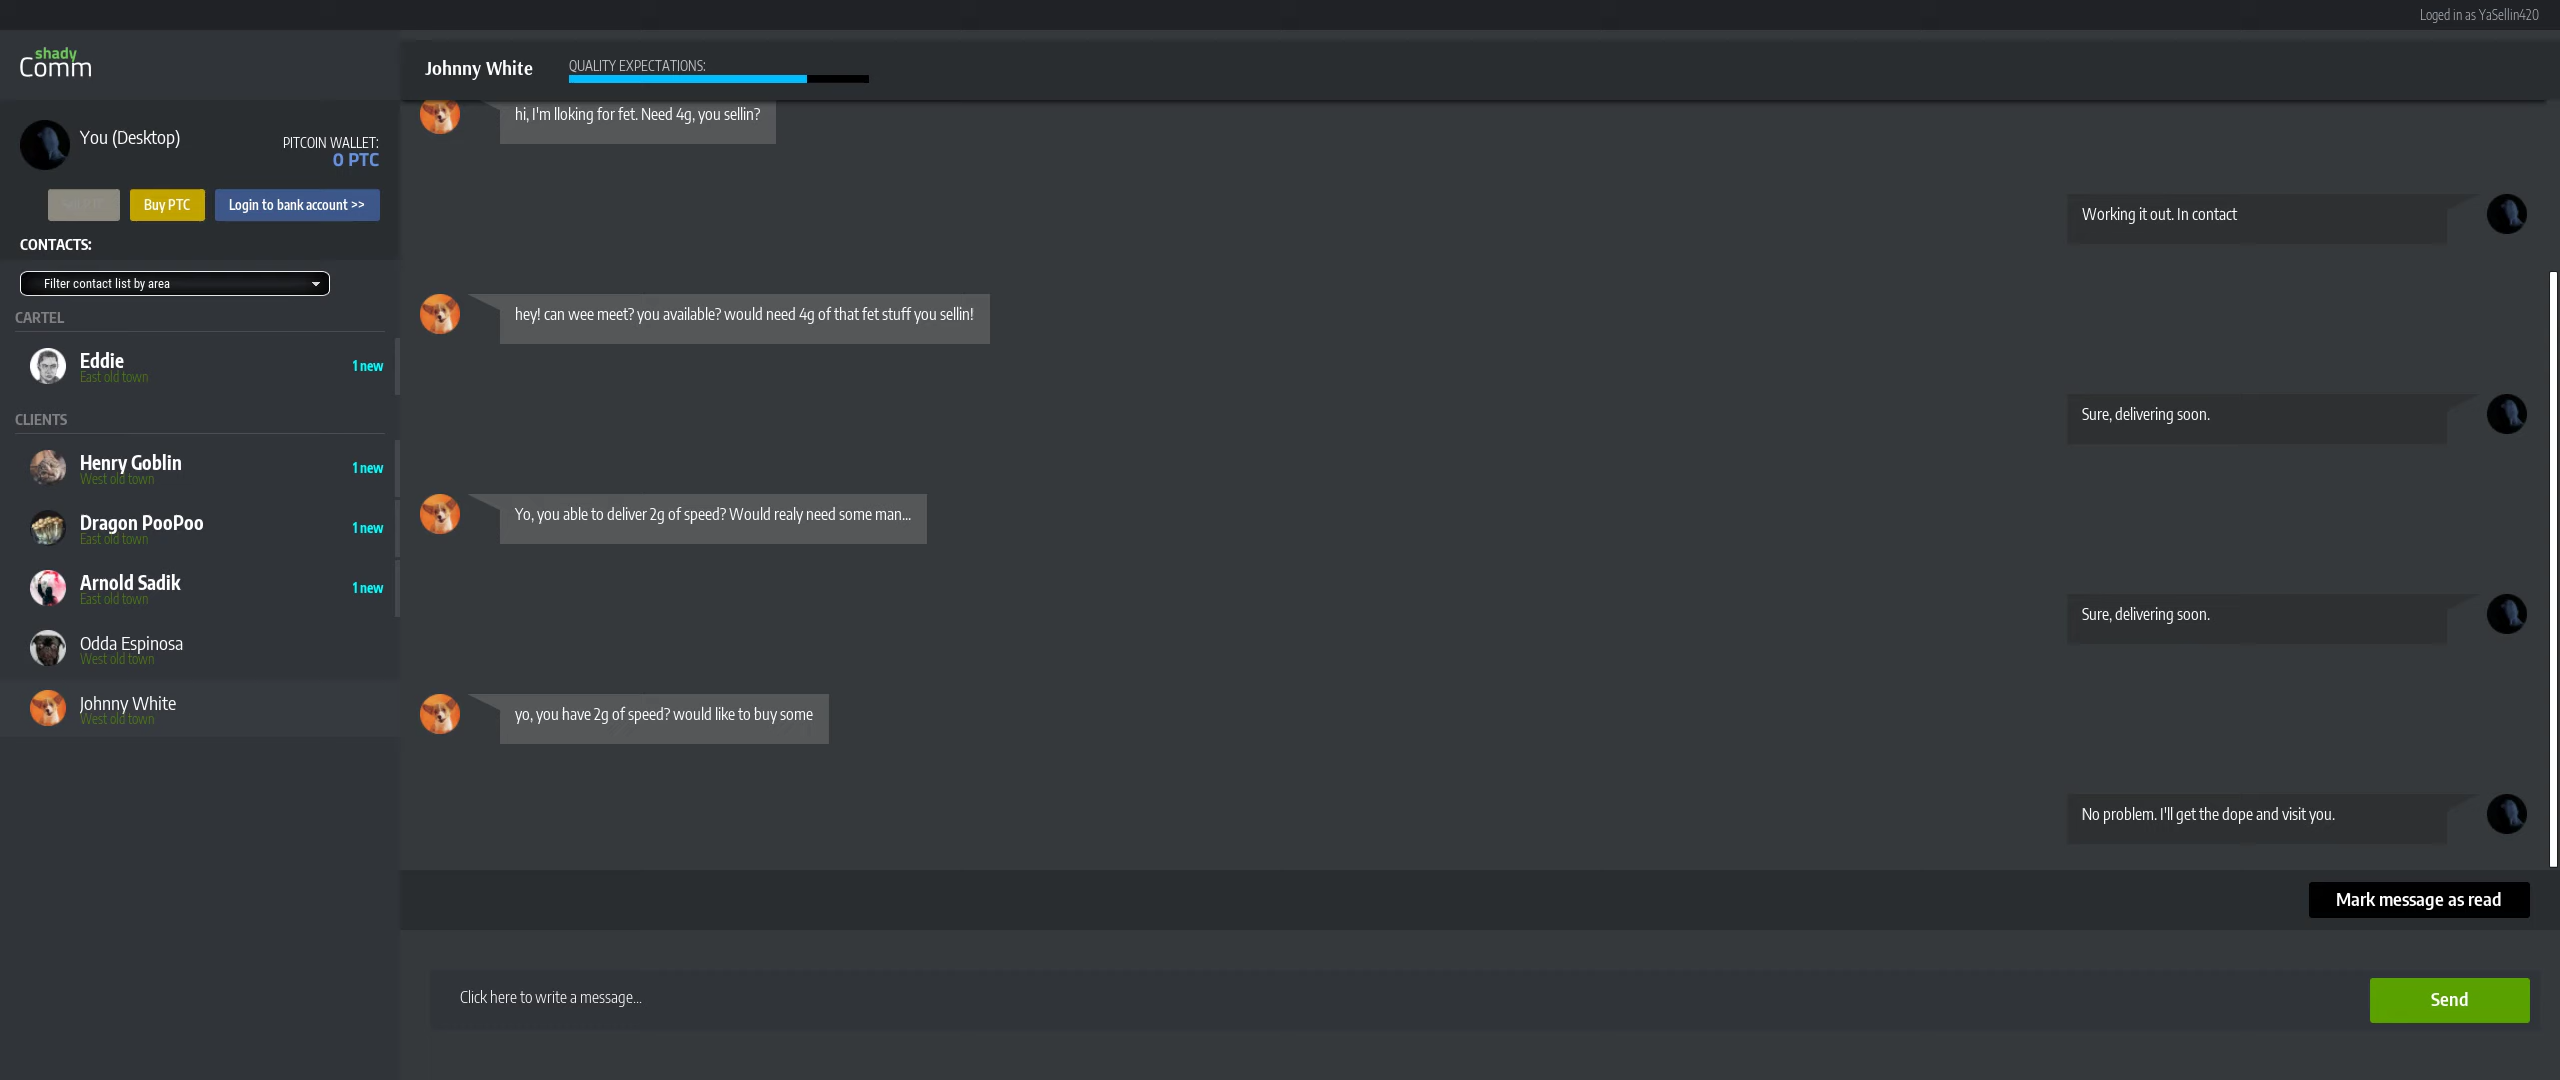 Loged in as YaSellin420
shady
Comm
Johnny White
QUALITY EXPECTATIONS:
You (Desktop)
PITCOIN WALLET:
0 PTC
Buy PTC
Login to bank account >>
CONTACTS:
Filter contact list by area
CARTEL
Eddie
East old town
1 new
CLIENTS
Henry Goblin
West old town
1 new
Dragon PooPoo
East old town
1 new
Arnold Sadik
East old town
1 new
Odda Espinosa
West old town
Johnny White
West old town
hi, I'm lloking for fet. Need 4g, you sellin?
Working it out. In contact
hey! can wee meet? you available? would need 4g of that fet stuff you sellin!
Sure, delivering soon.
Yo, you able to deliver 2g of speed? Would realy need some man...
Sure, delivering soon.
yo, you have 2g of speed? would like to buy some
No problem. I'll get the dope and visit you.
Mark message as read
Click here to write a message...
Send